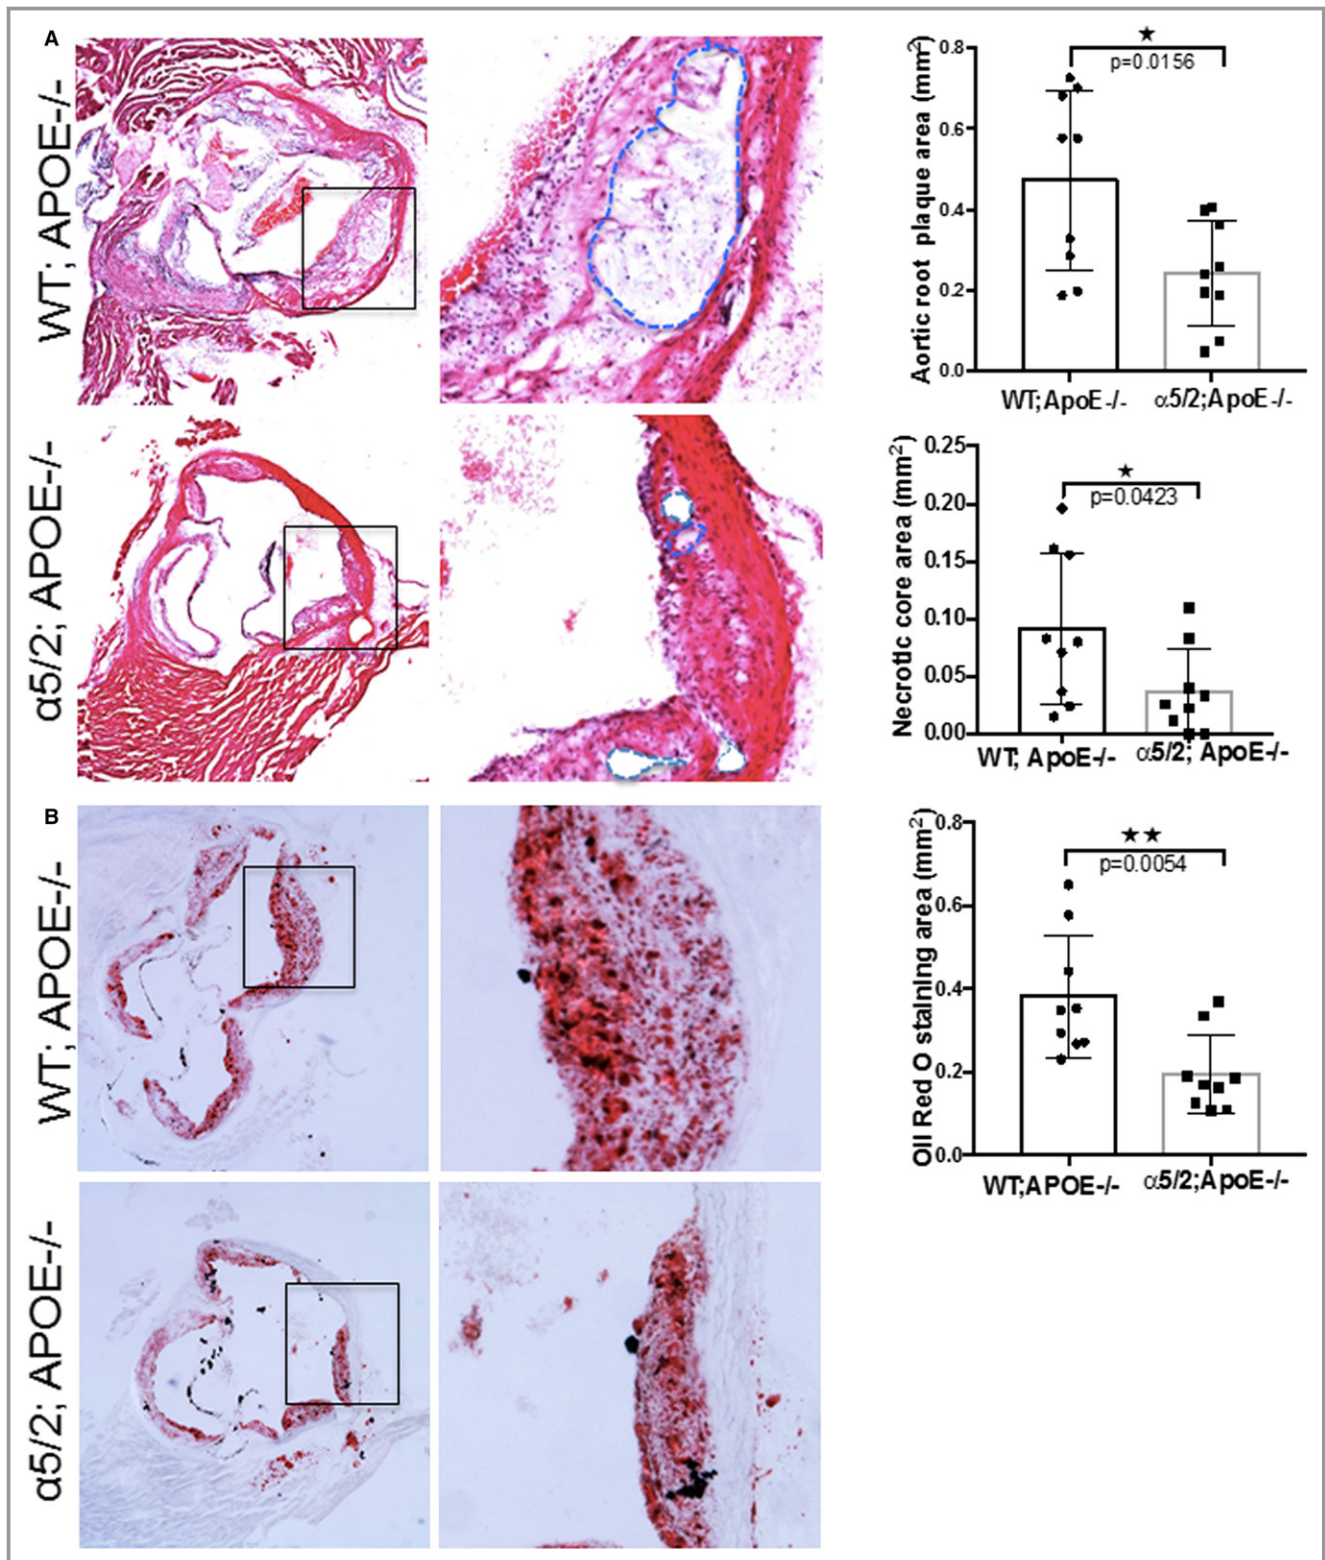 A
WT; APOE-/-
α5/2; APOE-/-
Aortic root plaque area (mm²)
0.8
0.6
0.4
0.2
0.0
★
p=0.0156
WT;ApoE-/-
α5/2;ApoE-/-
Necrotic core area (mm²)
0.25
0.20
0.15
0.10
0.05
0.00
★
p=0.0423
WT; ApoE-/-
α5/2; ApoE-/-
B
WT; APOE-/-
α5/2; APOE-/-
Oil Red O staining area (mm²)
0.8
0.6
0.4
0.2
0.0
★★
p=0.0054
WT;APOE-/-
α5/2;ApoE-/-